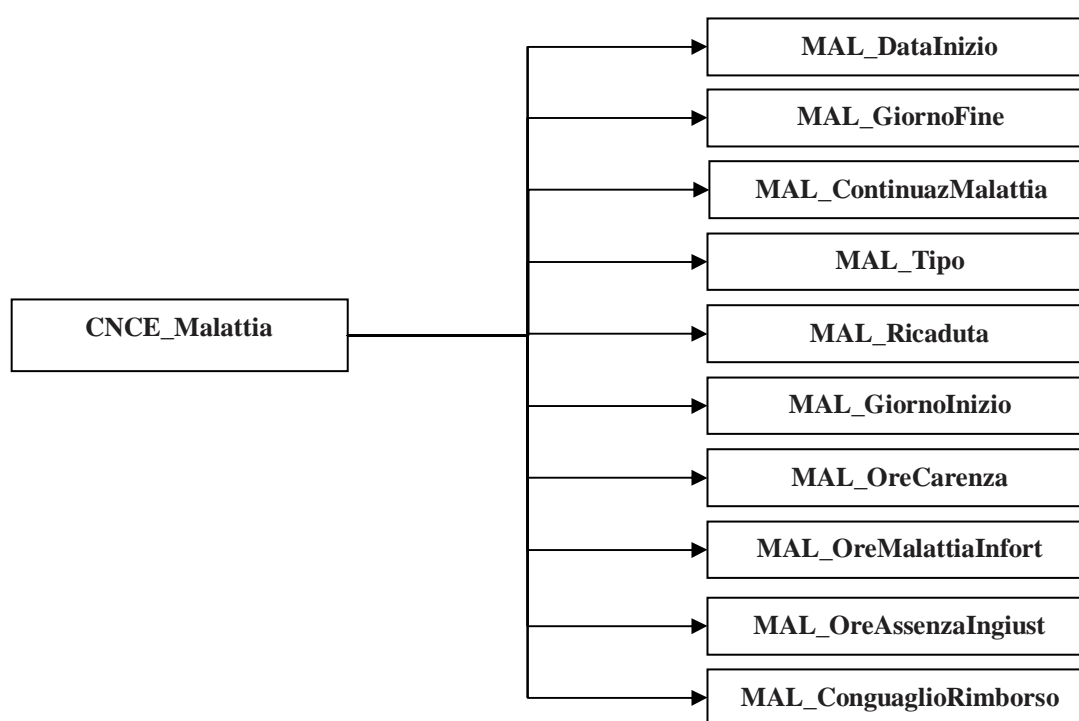 MAL_DataInizio
MAL_GiornoFine
MAL_ContinuazMalattia
MAL_Tipo
CNCE_Malattia
MAL_Ricaduta
MAL_GiornoInizio
MAL_OreCarenza
MAL_OreMalattiaInfort
MAL_OreAssenzaIngiust
MAL_ConguaglioRimborso